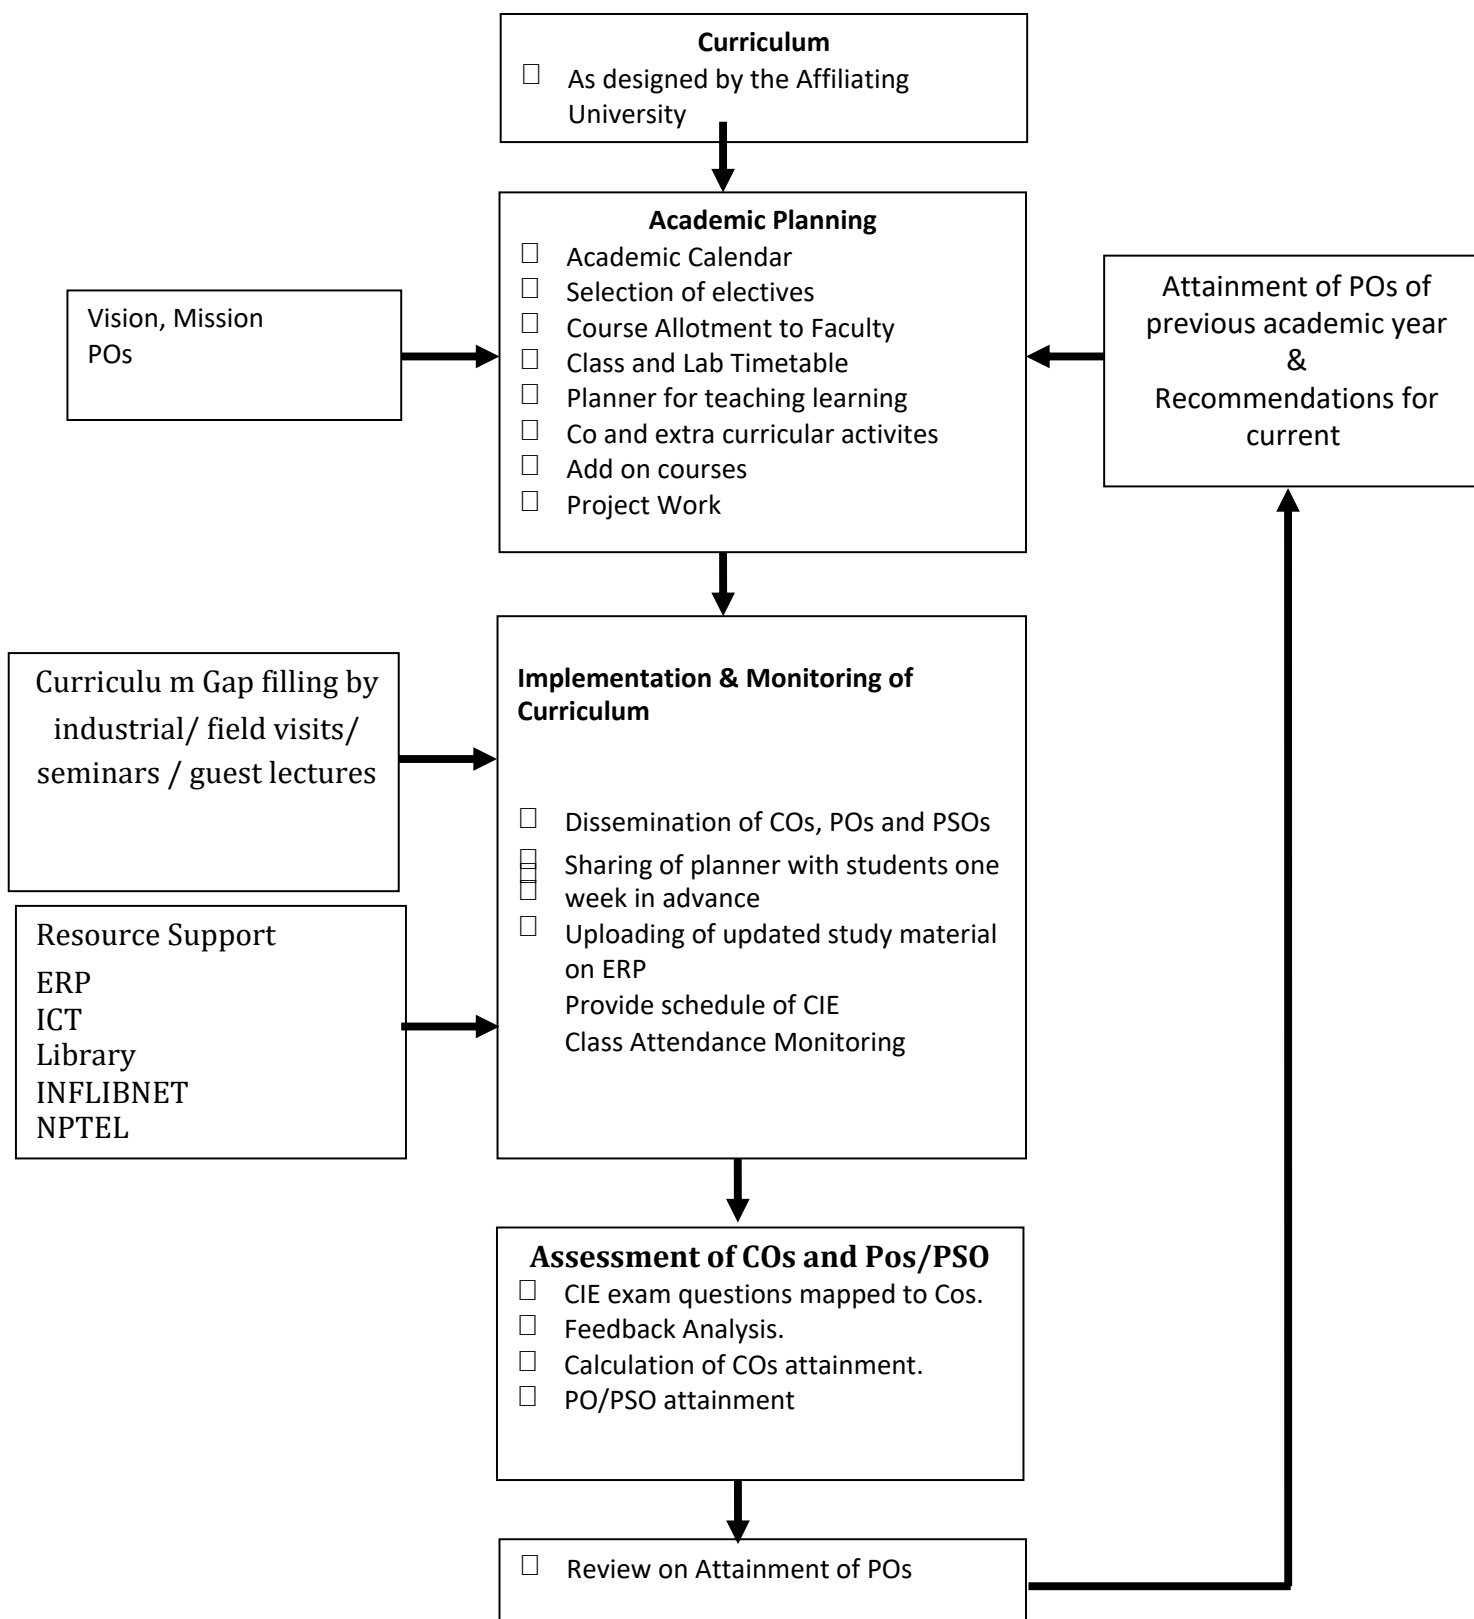 Curriculum
As designed by the Affiliating
University
Academic Planning
Academic Calendar
Selection of electives
Course Allotment to Faculty
Class and Lab Timetable
Planner for teaching learning
Co and extra curricular activites
Add on courses
Project Work
Vision, Mission
POs
Attainment of POs of
previous academic year
&
Recommendations for
current
Curriculu m Gap filling by
industrial/ field visits/
seminars / guest lectures
Implementation & Monitoring of
Curriculum
Dissemination of COs, POs and PSOs
Sharing of planner with students one
week in advance
Uploading of updated study material
on ERP
Provide schedule of CIE
Class Attendance Monitoring
Resource Support
ERP
ICT
Library
INFLIBNET
NPTEL
Assessment of COs and Pos/PSO
CIE exam questions mapped to Cos.
Feedback Analysis.
Calculation of COs attainment.
PO/PSO attainment
Review on Attainment of POs